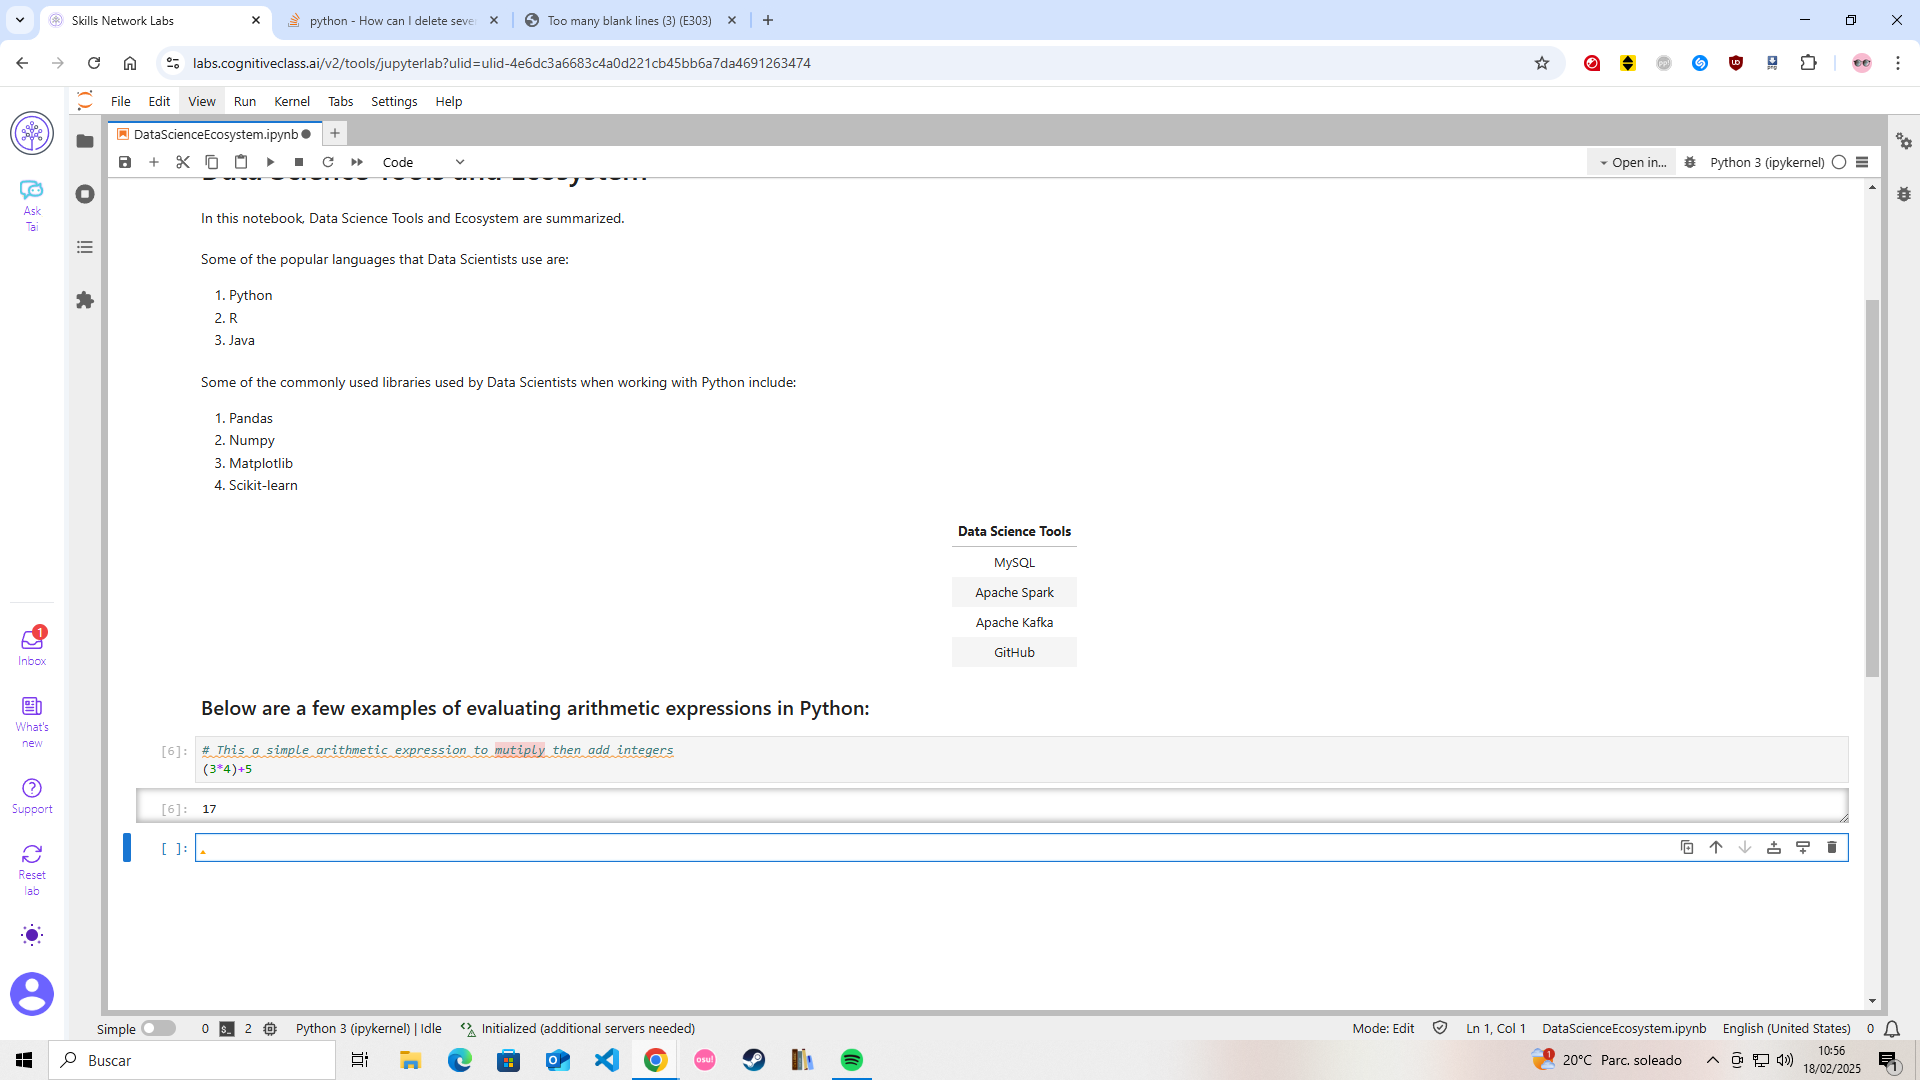 Skills Network Labs
python - How can I delete seve
Too many blank lines (3) (E303)
labs.cognitiveclass.ai/v2/tools/jupyterlab?ulid=ulid-4e6dc3a6683c4a0d221cb45bb6a7da4691263474
File Edit View Run Kernel Tabs Settings Help
DataScienceEcosystem.ipynb
Code
Open in...
Python 3 (ipykernel)
Ask
Tai
Data Science Tools and Ecosystem
In this notebook, Data Science Tools and Ecosystem are summarized.
Some of the popular languages that Data Scientists use are:
1. Python
2. R
3. Java
Some of the commonly used libraries used by Data Scientists when working with Python include:
1. Pandas
2. Numpy
3. Matplotlib
4. Scikit-learn
Data Science Tools
MySQL
Apache Spark
Apache Kafka
GitHub
Below are a few examples of evaluating arithmetic expressions in Python:
[6]: # This a simple arithmetic expression to mutiply then add integers
(3*4)+5
[6]: 17
[ ]:
1
Inbox
What's
new
Support
Reset
lab
Simple
0
2
Python 3 (ipykernel) | Idle
Initialized (additional servers needed)
Mode: Edit
Ln 1, Col 1
DataScienceEcosystem.ipynb
English (United States)
0
Buscar
osu!
1
20°C Parc. soleado
10:56
18/02/2025
1